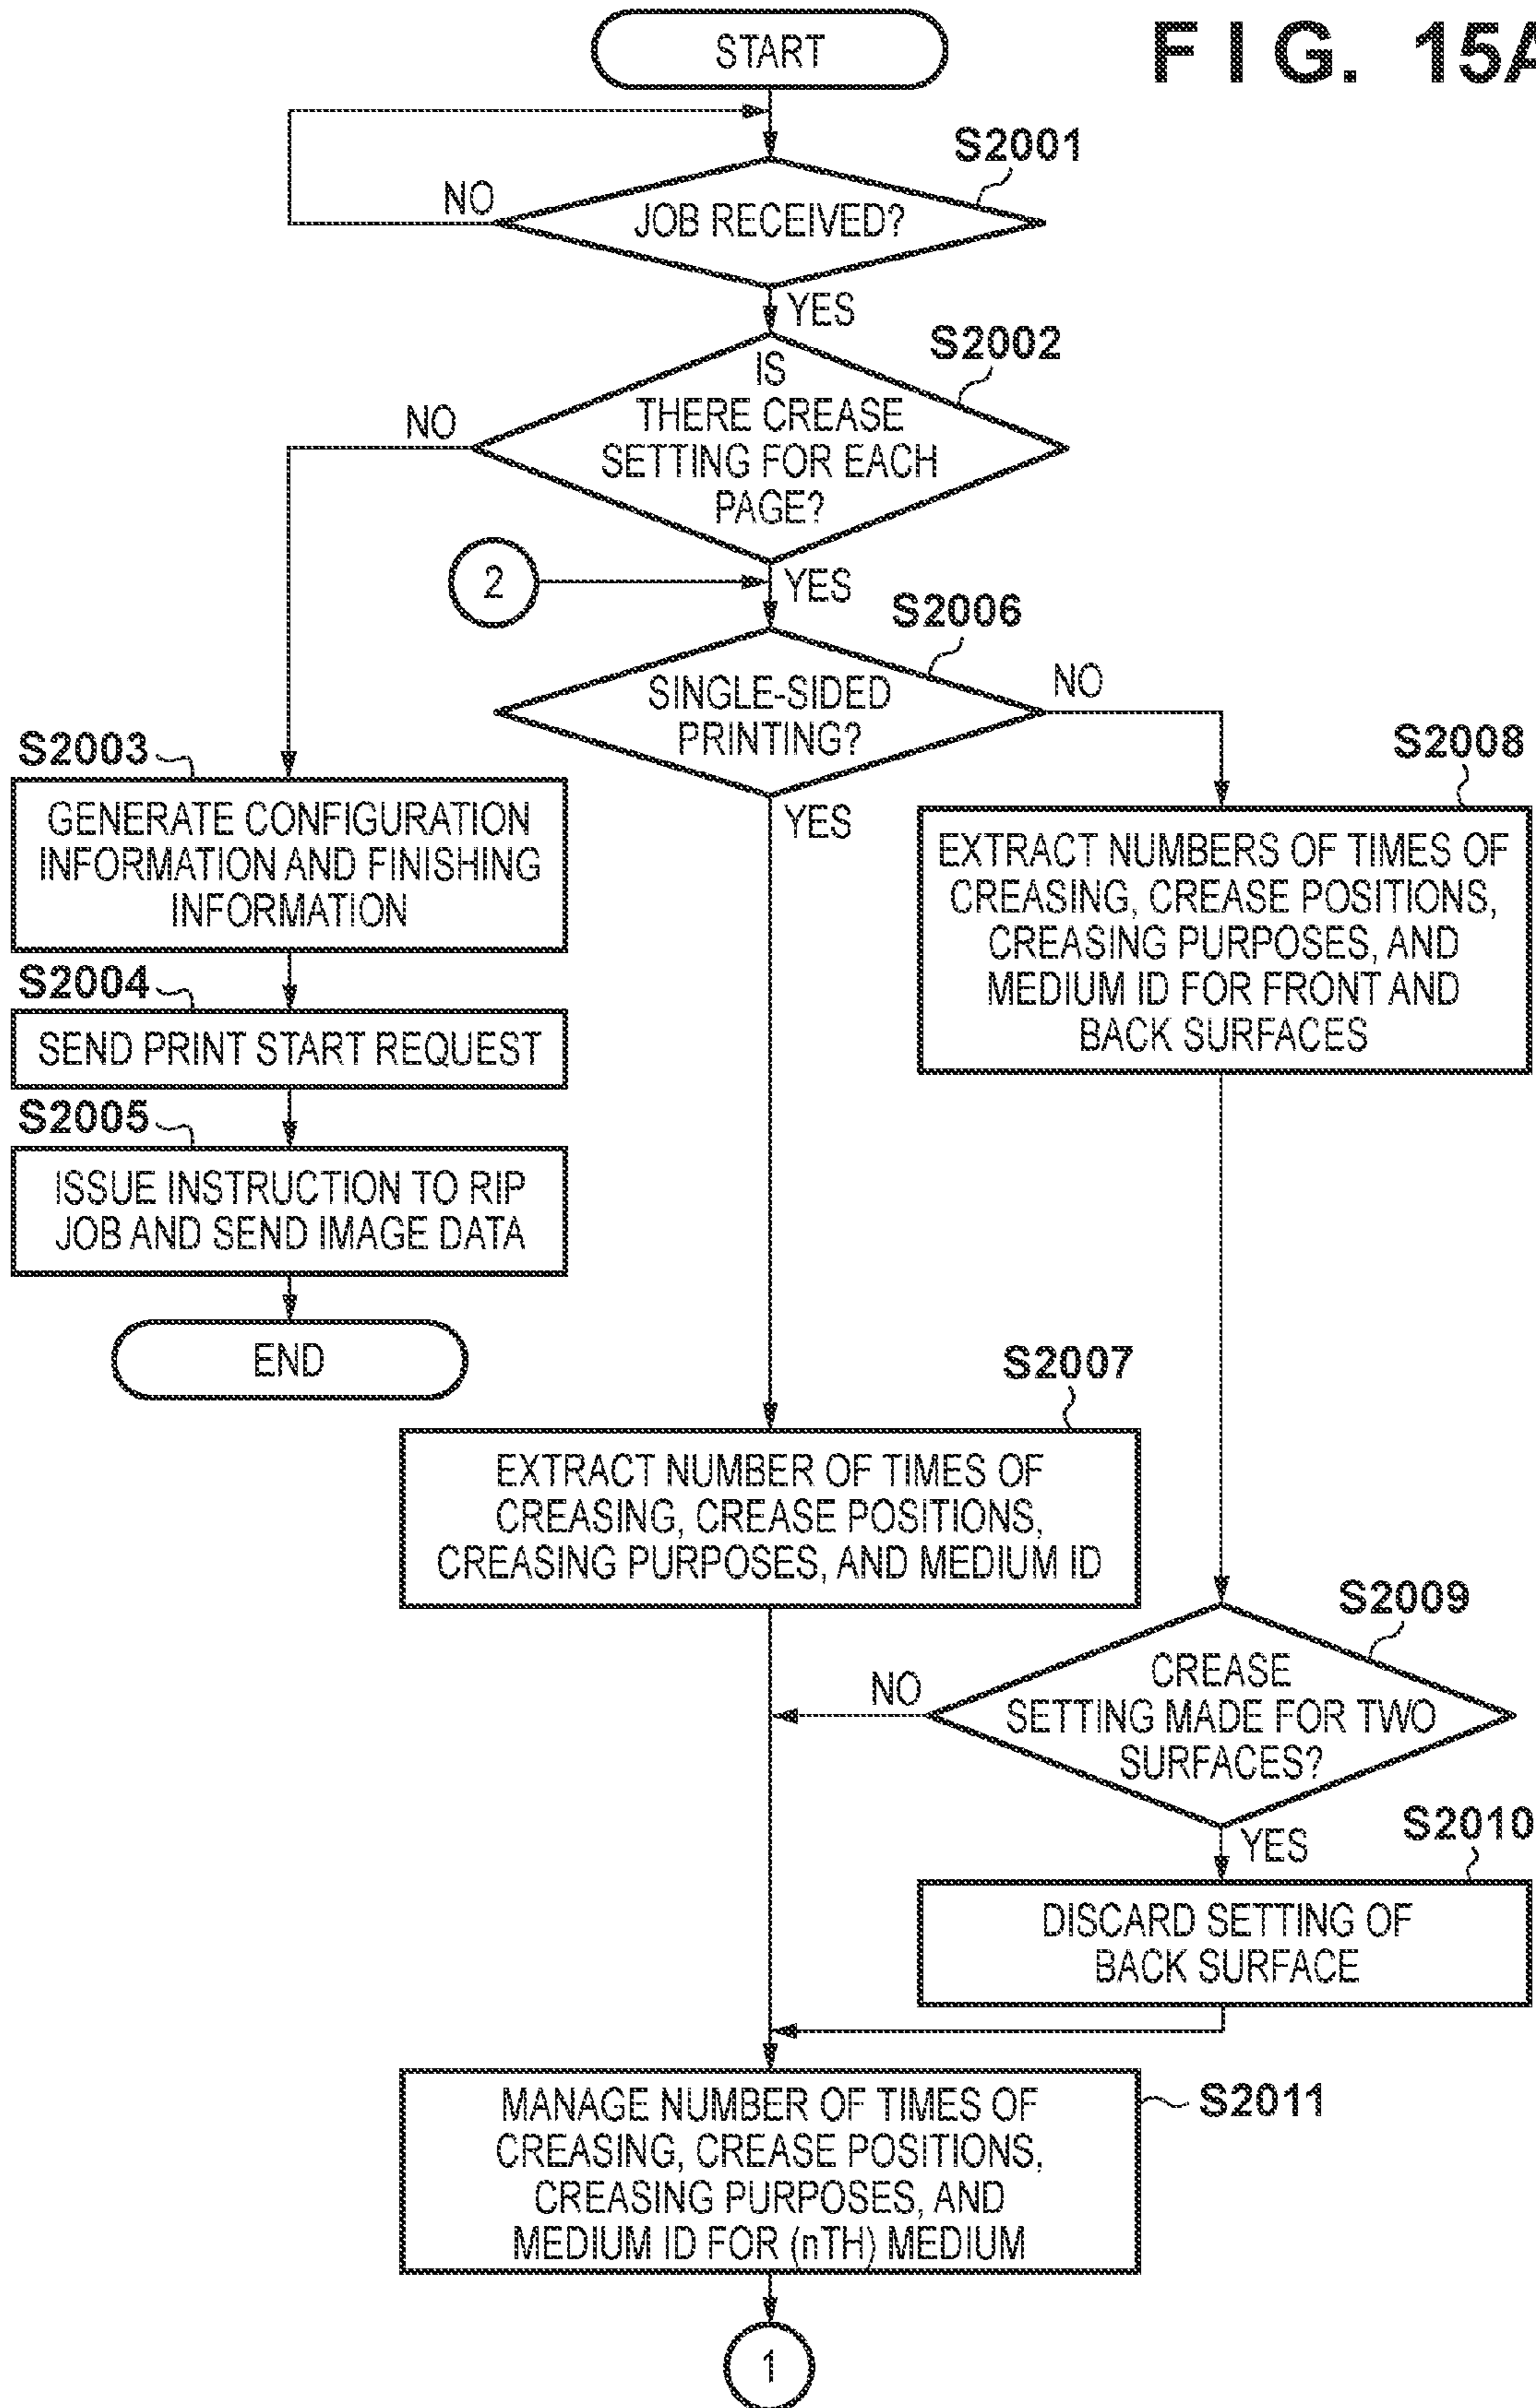 FIG. 15A
START
S2001
NO
JOB RECEIVED?
YES
S2002
NO
IS
THERE CREASE
SETTING FOR EACH
PAGE?
2
YES
S2006
SINGLE-SIDED
PRINTING?
NO
YES
S2003
GENERATE CONFIGURATION
INFORMATION AND FINISHING
INFORMATION
S2008
EXTRACT NUMBERS OF TIMES OF
CREASING, CREASE POSITIONS,
CREASING PURPOSES, AND
MEDIUM ID FOR FRONT AND
BACK SURFACES
S2004
SEND PRINT START REQUEST
S2005
ISSUE INSTRUCTION TO RIP
JOB AND SEND IMAGE DATA
END
S2007
EXTRACT NUMBER OF TIMES OF
CREASING, CREASE POSITIONS,
CREASING PURPOSES, AND MEDIUM ID
S2009
NO
CREASE
SETTING MADE FOR TWO
SURFACES?
YES
S2010
DISCARD SETTING OF
BACK SURFACE
S2011
MANAGE NUMBER OF TIMES OF
CREASING, CREASE POSITIONS,
CREASING PURPOSES, AND
MEDIUM ID FOR (nTH) MEDIUM
1